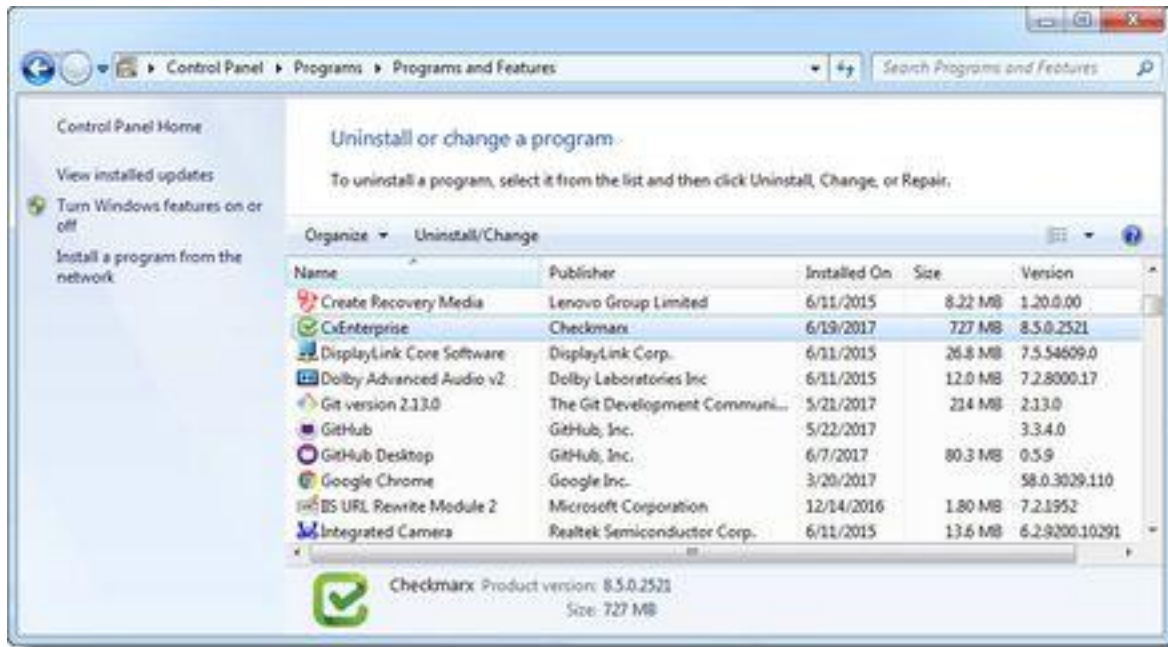 Control Panel ▸ Programs ▸ Programs and Features
Search Programs and Features
Control Panel Home
View installed updates
Turn Windows features on or
off
Install a program from the
network
Uninstall or change a program
To uninstall a program, select it from the list and then click Uninstall, Change, or Repair.
Organize Uninstall/Change
Name Publisher Installed On Size Version
Create Recovery Media Lenovo Group Limited 6/11/2015 8.22 MB 1.20.0.00
CxEnterprise Checkmarx 6/19/2017 727 MB 8.5.0.2521
DisplayLink Core Software DisplayLink Corp. 6/11/2015 26.8 MB 7.5.54609.0
Dolby Advanced Audio v2 Dolby Laboratories Inc 6/11/2015 12.0 MB 7.2.8000.17
Git version 2.13.0 The Git Development Communi... 5/21/2017 214 MB 2.13.0
GitHub GitHub, Inc. 5/22/2017 3.3.4.0
GitHub Desktop GitHub, Inc. 6/7/2017 80.3 MB 0.5.9
Google Chrome Google Inc. 3/20/2017 58.0.3029.110
IIS URL Rewrite Module 2 Microsoft Corporation 12/14/2016 1.80 MB 7.2.1952
Integrated Camera Realtek Semiconductor Corp. 6/11/2015 13.6 MB 6.2.9200.10291
Checkmarx Product version: 8.5.0.2521
Size: 727 MB